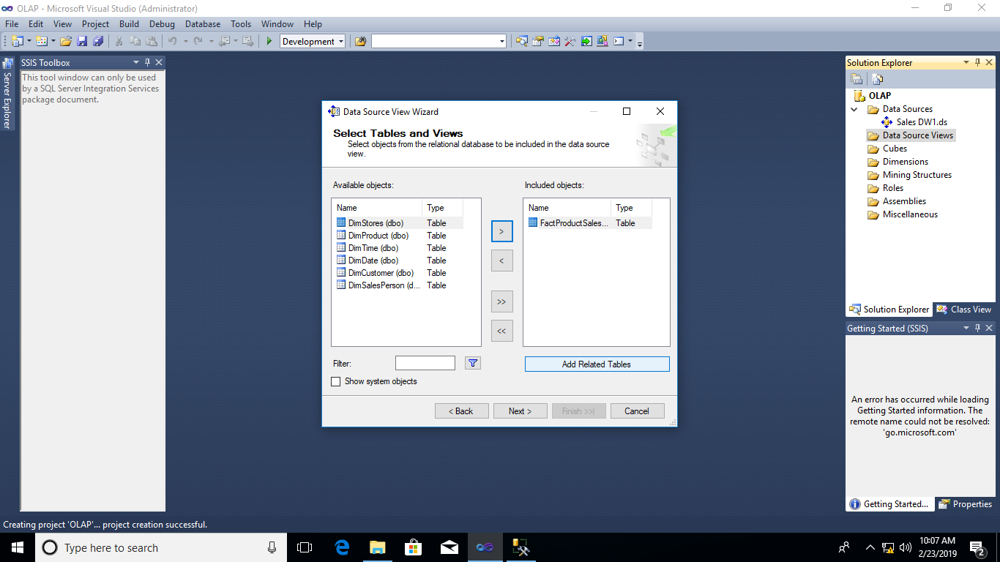 OLAP - Microsoft Visual Studio (Administrator)
File Edit View Project Build Debug Database Tools Window Help
Development
Server Explorer
SSIS Toolbox
This tool window can only be used
by a SQL Server Integration Services
package document.
Data Source View Wizard
Select Tables and Views
Select objects from the relational database to be included in the data source
view.
Available objects:
Name Type
DimStores (dbo) Table
DimProduct (dbo) Table
DimTime (dbo) Table
DimDate (dbo) Table
DimCustomer (dbo) Table
DimSalesPerson (d... Table
>
<
>>
<<
Included objects:
Name Type
FactProductSales... Table
Filter:
Add Related Tables
Show system objects
< Back Next > Finish >>| Cancel
Solution Explorer
OLAP
Data Sources
Sales DW1.ds
Data Source Views
Cubes
Dimensions
Mining Structures
Roles
Assemblies
Miscellaneous
Solution Explorer Class View
Getting Started (SSIS)
An error has occurred while loading
Getting Started information. The
remote name could not be resolved:
'go.microsoft.com'
Getting Started... Properties
Creating project 'OLAP'... project creation successful.
Type here to search
10:07 AM
2/23/2019
2